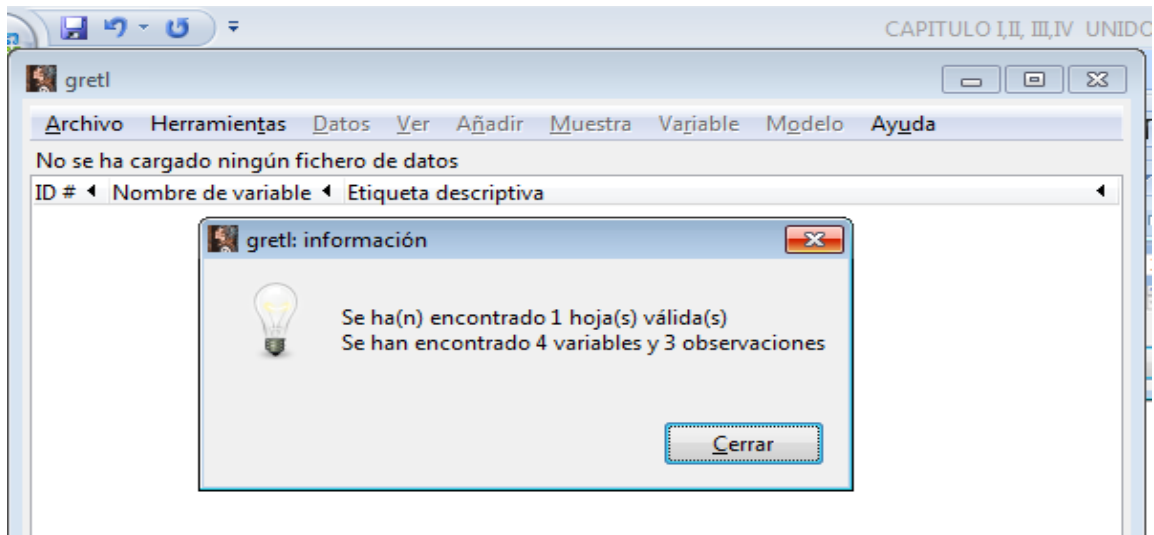 CAPITULO I,II, III,IV UNIDO
gretl
Archivo Herramientas Datos Ver Añadir Muestra Variable Modelo Ayuda
No se ha cargado ningún fichero de datos
ID # Nombre de variable Etiqueta descriptiva
gretl: información
Se ha(n) encontrado 1 hoja(s) válida(s)
Se han encontrado 4 variables y 3 observaciones
Cerrar